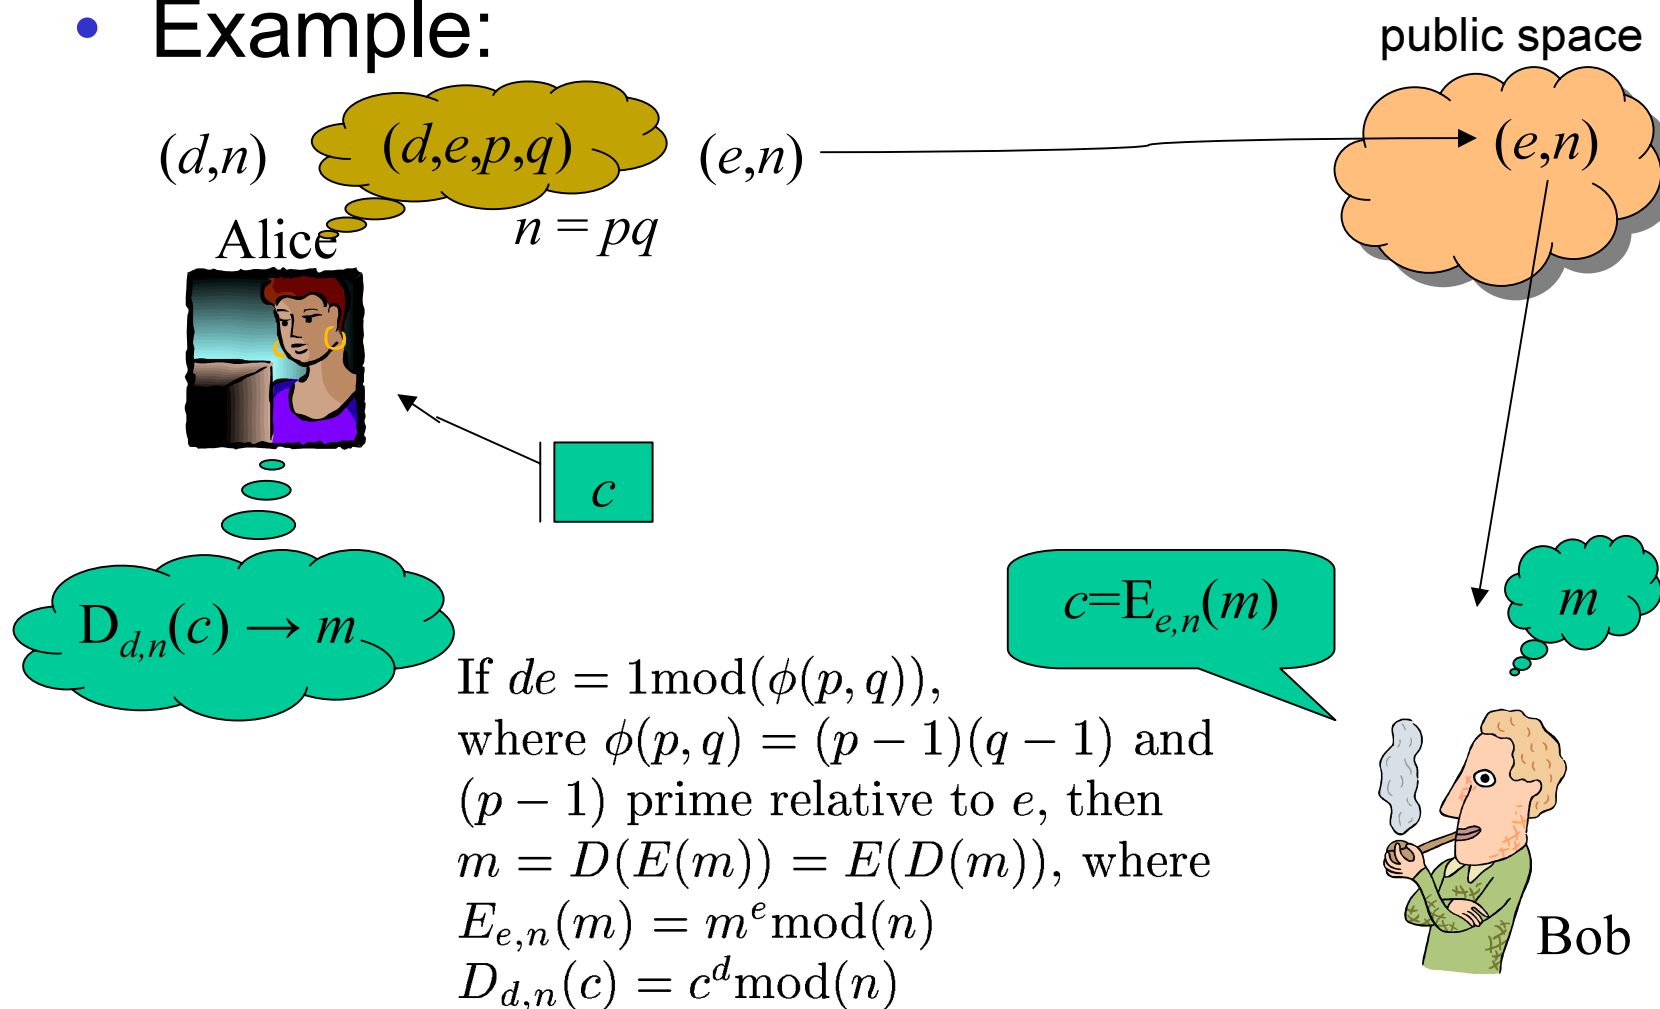 • Example:
public space
(d,n)
(d,e,p,q)
(e,n)
(e,n)
n = pq
Alice
c
D_{d,n}(c) → m
c=E_{e,n}(m)
m
If de = 1mod(ϕ(p, q)),
where ϕ(p, q) = (p − 1)(q − 1) and
(p − 1) prime relative to e, then
m = D(E(m)) = E(D(m)), where
E_{e,n}(m) = m^e mod(n)
D_{d,n}(c) = c^d mod(n)
Bob